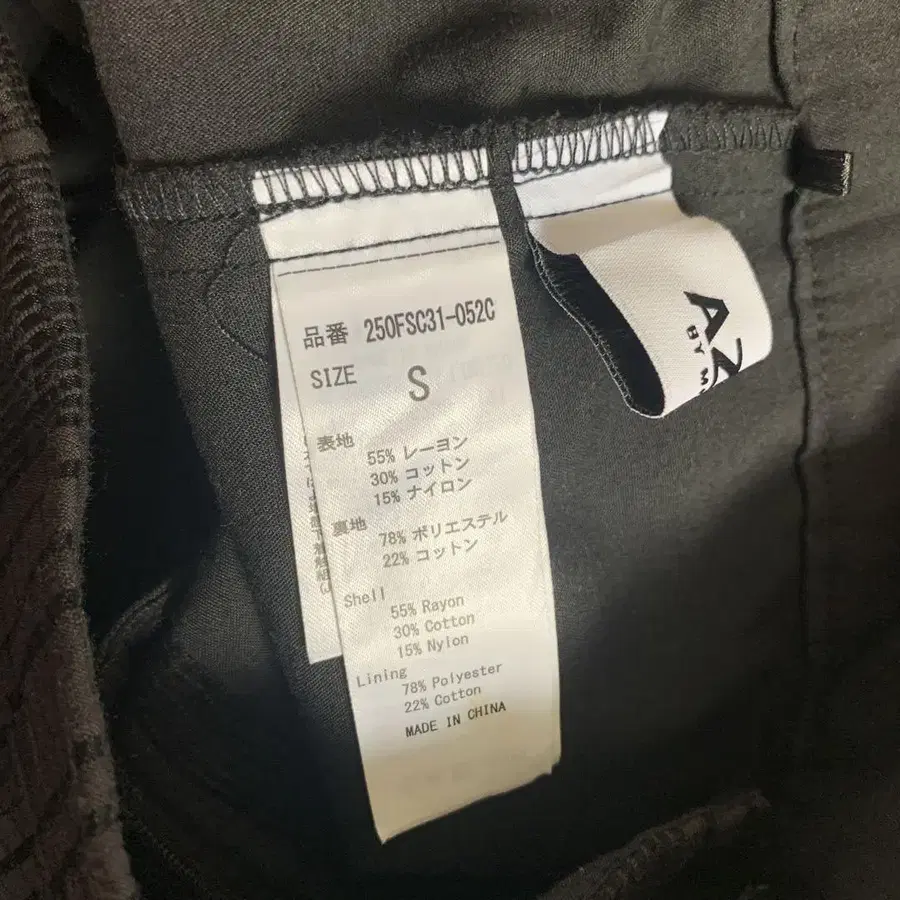 品番 250FSC31-052C
SIZE S
表地
55% レーヨン
30% コットン
15% ナイロン
裏地
78% ポリエステル
22% コットン
Shell
55% Rayon
30% Cotton
15% Nylon
Lining
78% Polyester
22% Cotton
MADE IN CHINA
AZ
BY M